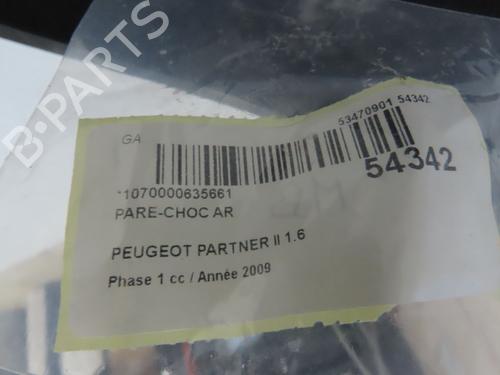 B-PARTS
GA
53470901 54342
54342
*1070000635661
PARE-CHOC AR
PEUGEOT PARTNER II 1.6
Phase 1 cc / Année 2009